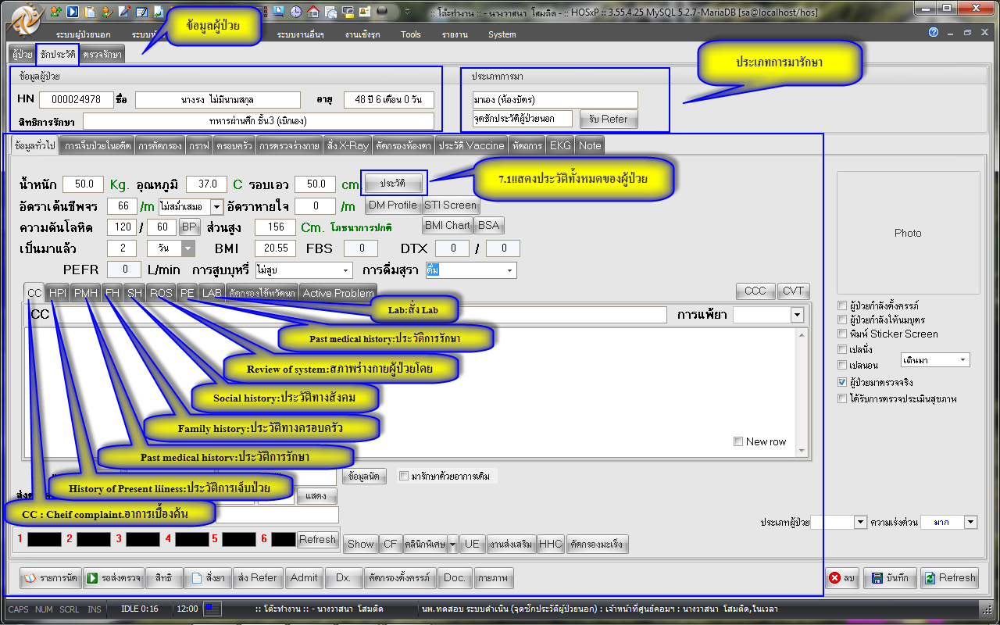 :: โต๊ะทำงาน :: - นางวาสนา โสมติด - :: HOSxP :: 3.55.4.25 MySQL 5.2.7-MariaDB [sa@localhost/hos]
ข้อมูลผู้ป่วย
ระบบผู้ป่วยนอก ระบบงานอื่นๆ งานเชิงรุก Tools รายงาน System
ผู้ป่วย ซักประวัติ ตรวจรักษา
ประเภทการมารักษา
ข้อมูลผู้ป่วย ประเภทการมา
HN 000024978 ชื่อ นางรง ไม่มีนามสกุล อายุ 48 ปี 6 เดือน 0 วัน มาเอง (ห้องบัตร)
สิทธิการรักษา ทหารผ่านศึก ชั้น3 (เบิกเอง) จุดซักประวัติผู้ป่วยนอก รับ Refer
ข้อมูลทั่วไป การเจ็บป่วยในอดีต การคัดกรอง กราฟ ครอบครัว การตรวจร่างกาย สั่ง X-Ray คัดกรองห้องตา ประวัติ Vaccine หัตถการ EKG Note
น้ำหนัก 50.0 Kg. อุณหภูมิ 37.0 C รอบเอว 50.0 cm. ประวัติ
7.1แสดงประวัติทั้งหมดของผู้ป่วย
อัตราเต้นชีพจร 66 /m ไม่สม่ำเสมอ อัตราหายใจ 0 /m DM Profile STI Screen
ความดันโลหิต 120 / 60 BP ส่วนสูง 156 Cm. โภชนาการปกติ BMI Chart BSA
Photo
เป็นมาแล้ว 2 วัน BMI 20.55 FBS 0 DTX 0 / 0
PEFR 0 L/min การสูบบุหรี่ ไม่สูบ การดื่มสุรา ดื่ม
CC HPI PMH FH SH ROS PE LAB คัดกรองไข้หวัดนก Active Problem CCC CVT
CC การแพ้ยา
Lab:สั่ง Lab
Past medical history:ประวัติการรักษา
Review of system:สภาพร่างกายผู้ป่วยโดย
Social history:ประวัติทางสังคม
Family history:ประวัติทางครอบครัว
Past medical history:ประวัติการรักษา
History of Present liiness:ประวัติการเจ็บป่วย
CC : Cheif complaint.อาการเบื้องต้น
ผู้ป่วยกำลังตั้งครรภ์
ผู้ป่วยกำลังให้นมบุตร
พิมพ์ Sticker Screen
เปลนั่ง
เปลนอน เดินมา
ผู้ป่วยมาตรวจจริง
ได้รับการตรวจประเมินสุขภาพ
New row
ข้อมูลนัด มารักษาด้วยอาการเดิม
แสดง
ประเภทผู้ป่วย ความเร่งด่วน มาก
1 2 3 4 5 6 Refresh Show CF คลินิกพิเศษ UE งานส่งเสริม HHC คัดกรองมะเร็ง
รายการนัด รอส่งตรวจ สิทธิ สั่งยา ส่ง Refer Admit Dx. คัดกรองตั้งครรภ์ Doc. กายภาพ ลบ บันทึก Refresh
CAPS NUM SCRL INS IDLE 0:16 12:00 :: โต๊ะทำงาน :: - นางวาสนา โสมติด นพ.ทดสอบ ระบบดำเนิน (จุดซักประวัติผู้ป่วยนอก) : เจ้าหน้าที่ศูนย์คอมฯ : นางวาสนา โสมติด,ในเวลา